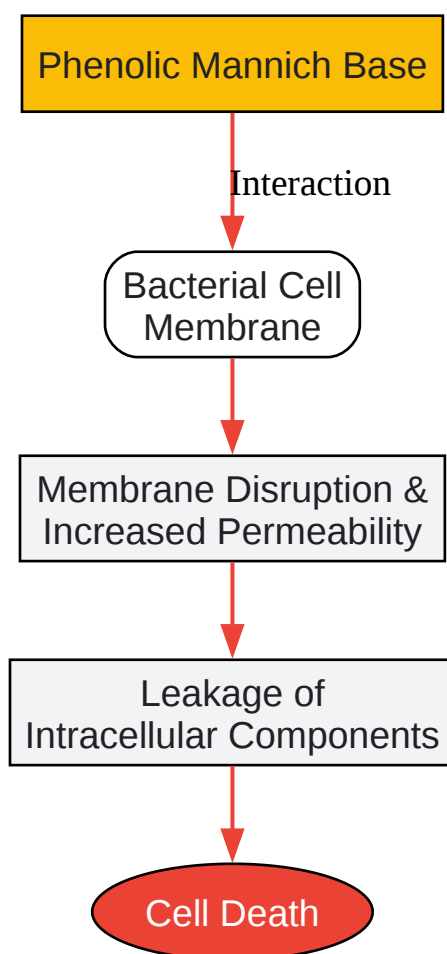 Phenolic Mannich Base
Interaction
Bacterial Cell
Membrane
Membrane Disruption &
Increased Permeability
Leakage of
Intracellular Components
Cell Death